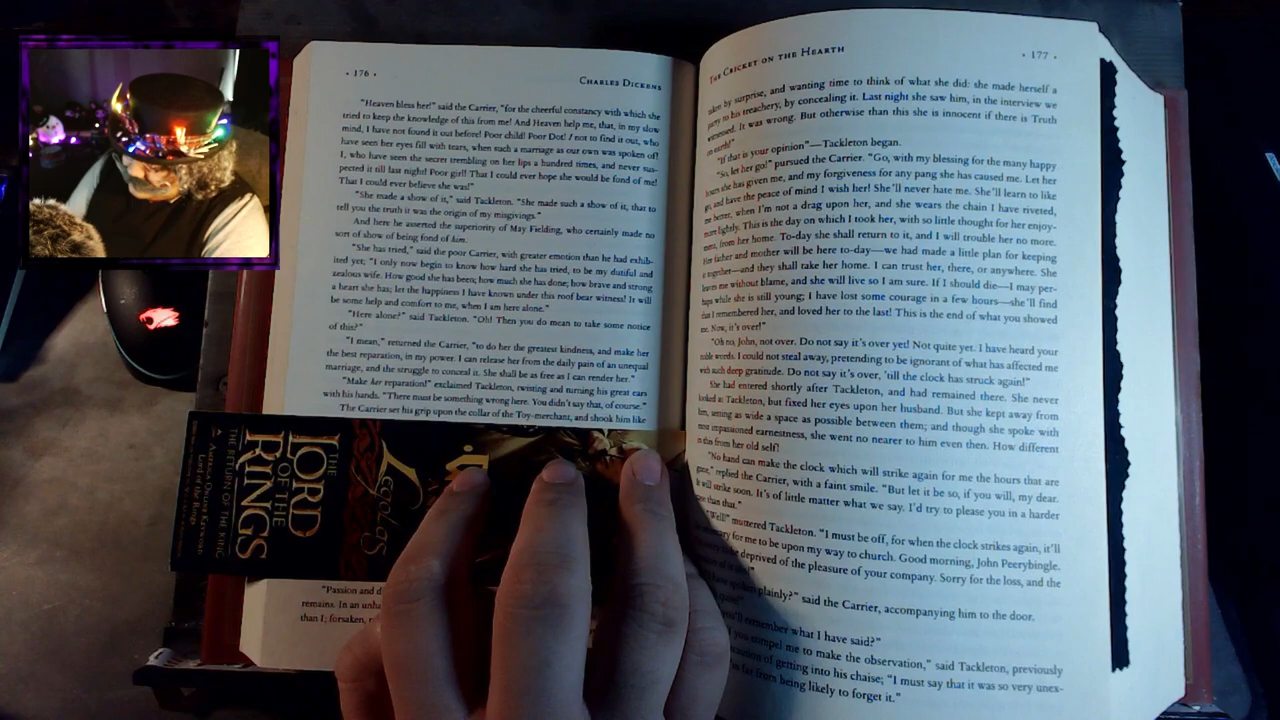 · 176 ·
CHARLES DICKENS
"Heaven bless her!" said the Carrier, "for the cheerful constancy with which she
tried to keep the knowledge of this from me! And Heaven help me, that, in my slow
mind, I have not found it out before! Poor child! Poor Dot! I not to find it out, who
have seen her eyes fill with tears, when such a marriage as our own was spoken of!
I, who have seen the secret trembling on her lips a hundred times, and never sus-
pected it till last night! Poor girl! That I could ever hope she would be fond of me!
That I could ever believe she was!"
"She made a show of it," said Tackleton. "She made such a show of it, that to
tell you the truth it was the origin of my misgivings."
And here he asserted the superiority of May Fielding, who certainly made no
sort of show of being fond of him.
"She has tried," said the poor Carrier, with greater emotion than he had exhib-
ited yet; "I only now begin to know how hard she has tried, to be my dutiful and
zealous wife. How good she has been; how much she has done; how brave and strong
a heart she has; let the happiness I have known under this roof bear witness! It will
be some help and comfort to me, when I am here alone."
"Here alone?" said Tackleton. "Oh! Then you do mean to take some notice
of this?"
"I mean," returned the Carrier, "to do her the greatest kindness, and make her
the best reparation, in my power. I can release her from the daily pain of an unequal
marriage, and the struggle to conceal it. She shall be as free as I can render her."
"Make her reparation!" exclaimed Tackleton, twisting and turning his great ears
with his hands. "There must be something wrong here. You didn't say that, of course."
The Carrier set his grip upon the collar of the Toy-merchant, and shook him like
THE
LORD
OF THE
RINGS
THE RETURN OF THE KING
Legolas
"Passion and d
remains. In an unha
than I; forsaken,
THE CRICKET ON THE HEARTH
· 177 ·
taken by surprise, and wanting time to think of what she did: she made herself a
party to his treachery, by concealing it. Last night she saw him, in the interview we
witnessed. It was wrong. But otherwise than this she is innocent if there is Truth
on earth!"
"If that is your opinion"—Tackleton began.
"So, let her go!" pursued the Carrier. "Go, with my blessing for the many happy
hours she has given me, and my forgiveness for any pang she has caused me. Let her
go, and have the peace of mind I wish her! She'll never hate me. She'll learn to like
me better, when I'm not a drag upon her, and she wears the chain I have riveted,
more lightly. This is the day on which I took her, with so little thought for her enjoy-
ment, from her home. To-day she shall return to it, and I will trouble her no more.
Her father and mother will be here to-day—we had made a little plan for keeping
it together—and they shall take her home. I can trust her, there, or anywhere. She
leaves me without blame, and she will live so I am sure. If I should die—I may per-
haps while she is still young; I have lost some courage in a few hours—she'll find
that I remembered her, and loved her to the last! This is the end of what you showed
me. Now, it's over!"
"Oh no, John, not over. Do not say it's over yet! Not quite yet. I have heard your
noble words. I could not steal away, pretending to be ignorant of what has affected me
with such deep gratitude. Do not say it's over, 'till the clock has struck again!"
She had entered shortly after Tackleton, and had remained there. She never
looked at Tackleton, but fixed her eyes upon her husband. But she kept away from
him, setting as wide a space as possible between them; and though she spoke with
most impassioned earnestness, she went no nearer to him even then. How different
in this from her old self!
"No hand can make the clock which will strike again for me the hours that are
gone," replied the Carrier, with a faint smile. "But let it be so, if you will, my dear.
It will strike soon. It's of little matter what we say. I'd try to please you in a harder
case than that."
"Well!" muttered Tackleton. "I must be off, for when the clock strikes again, it'll
for me to be upon my way to church. Good morning, John Peerybingle.
deprived of the pleasure of your company. Sorry for the loss, and the
plainly?" said the Carrier, accompanying him to the door.
remember what I have said?"
you compel me to make the observation," said Tackleton, previously
of getting into his chaise; "I must say that it was so very unex-
far from being likely to forget it."